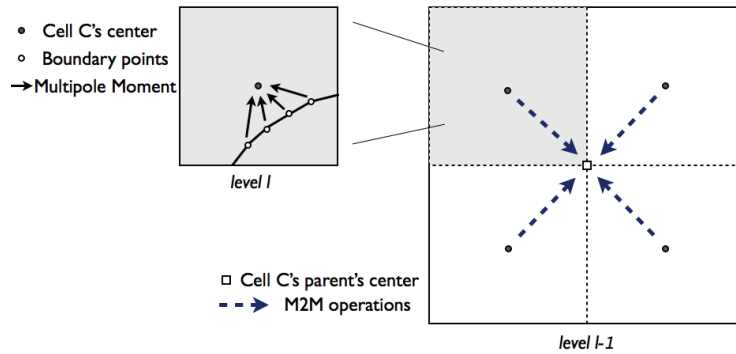 Cell C's center
Boundary points
Multipole Moment
level l
Cell C's parent's center
M2M operations
level l-1